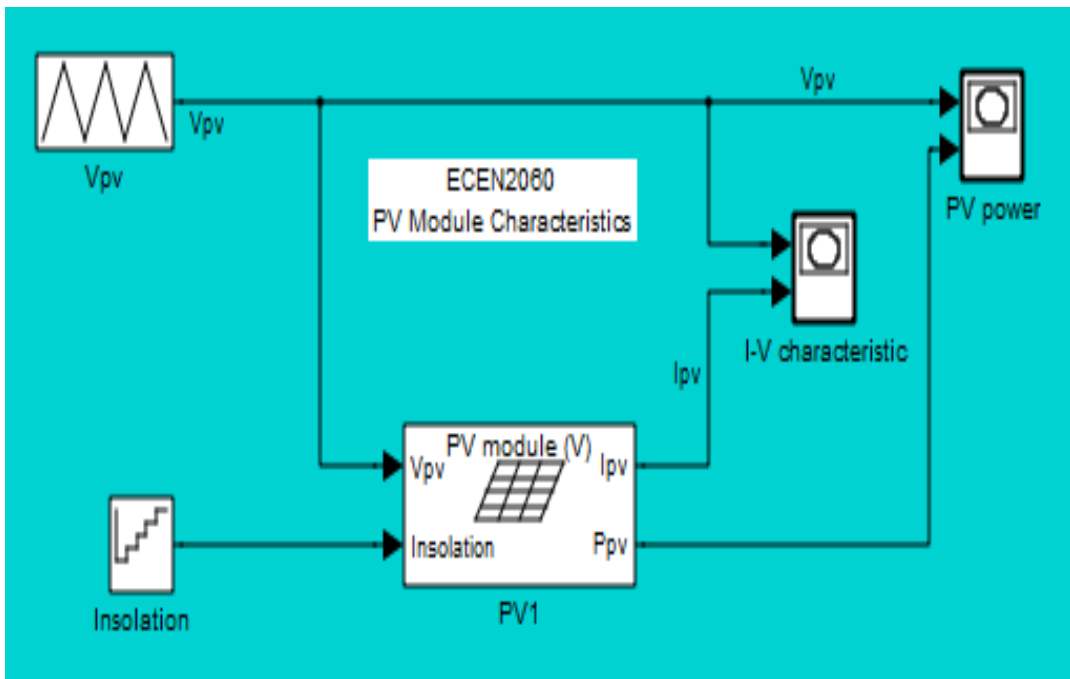 Vpv
Vpv
Vpv
ECEN2060
PV Module Characteristics
PV power
I-V characteristic
Ipv
PV module (V)
Vpv
Ipv
Insolation
Ppv
PV1
Insolation